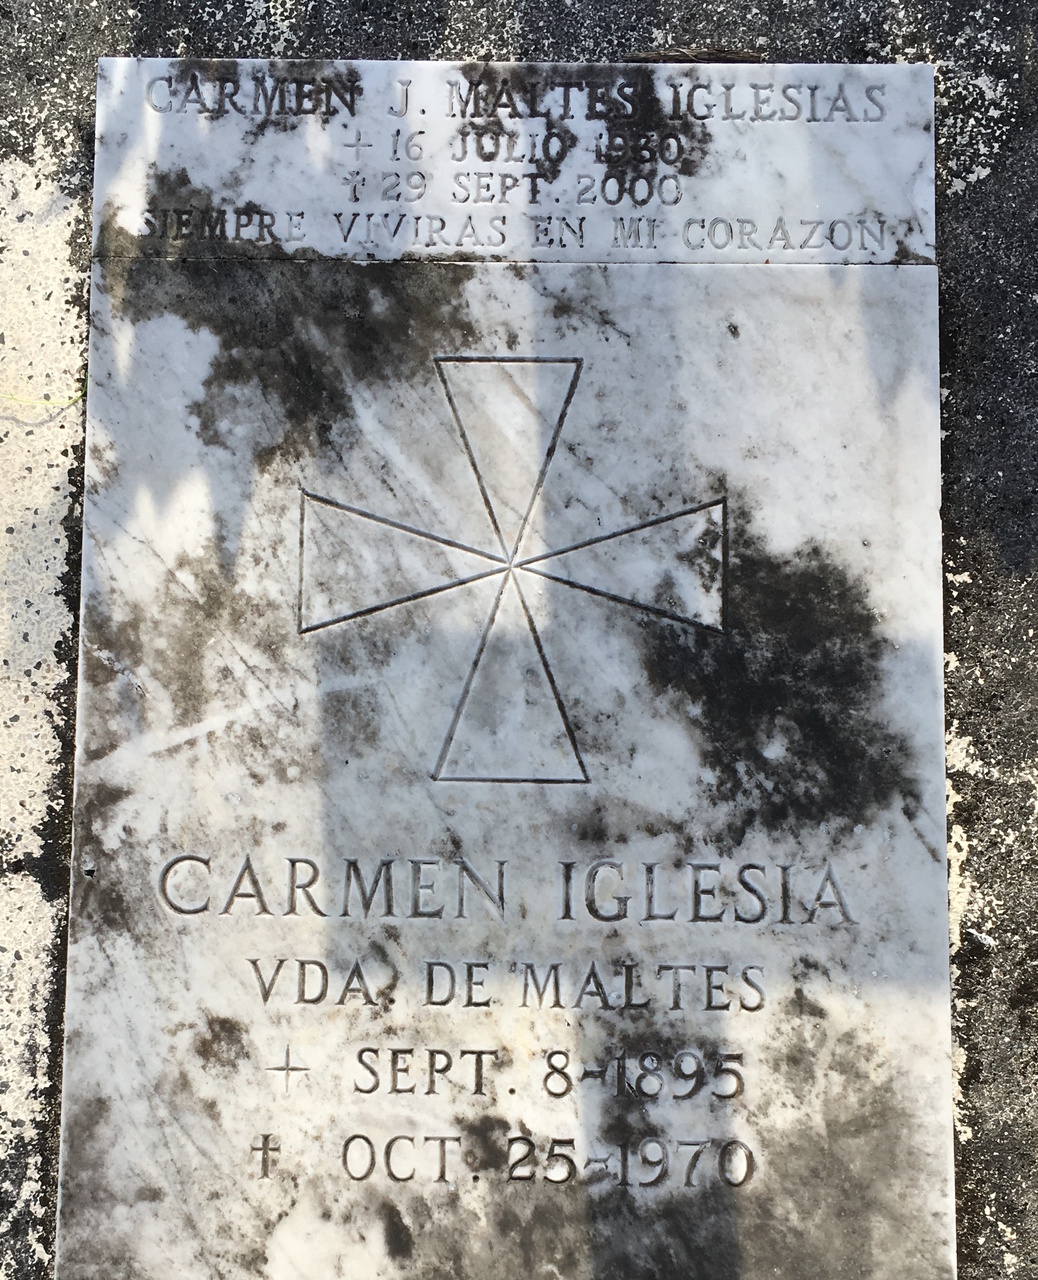 CARMEN J. MALTES IGLESIAS
+ 16 JULIO 1930
✝ 29 SEPT. 2000
SIEMPRE VIVIRAS EN MI CORAZON
CARMEN IGLESIA
VDA. DE MALTES
+ SEPT. 8-1895
✝ OCT. 25-1970